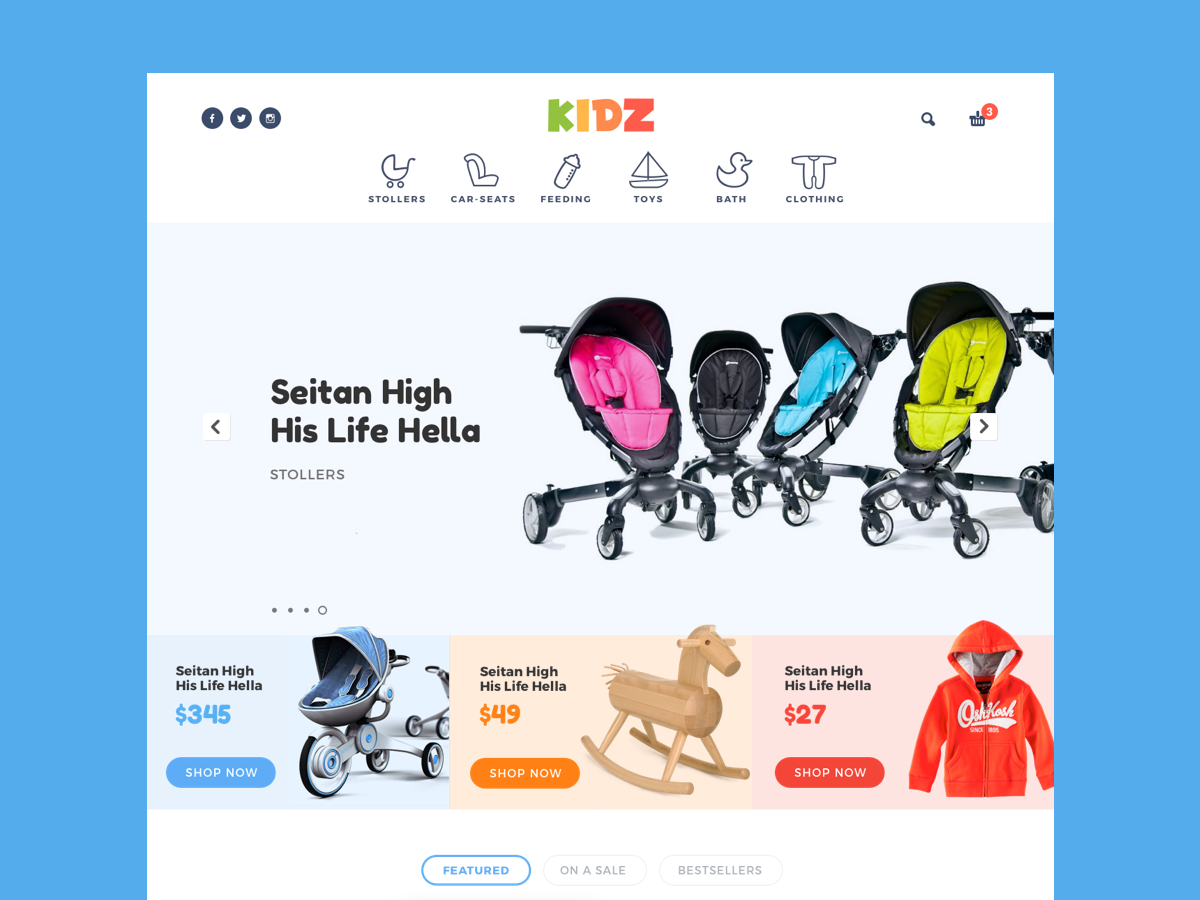 KIDZ
3
STOLLERS
CAR-SEATS
FEEDING
TOYS
BATH
CLOTHING
Seitan High
His Life Hella
STOLLERS
Seitan High
His Life Hella
$345
SHOP NOW
Seitan High
His Life Hella
$49
SHOP NOW
Seitan High
His Life Hella
$27
SHOP NOW
OshKosh
SINCE 1895
FEATURED
ON A SALE
BESTSELLERS